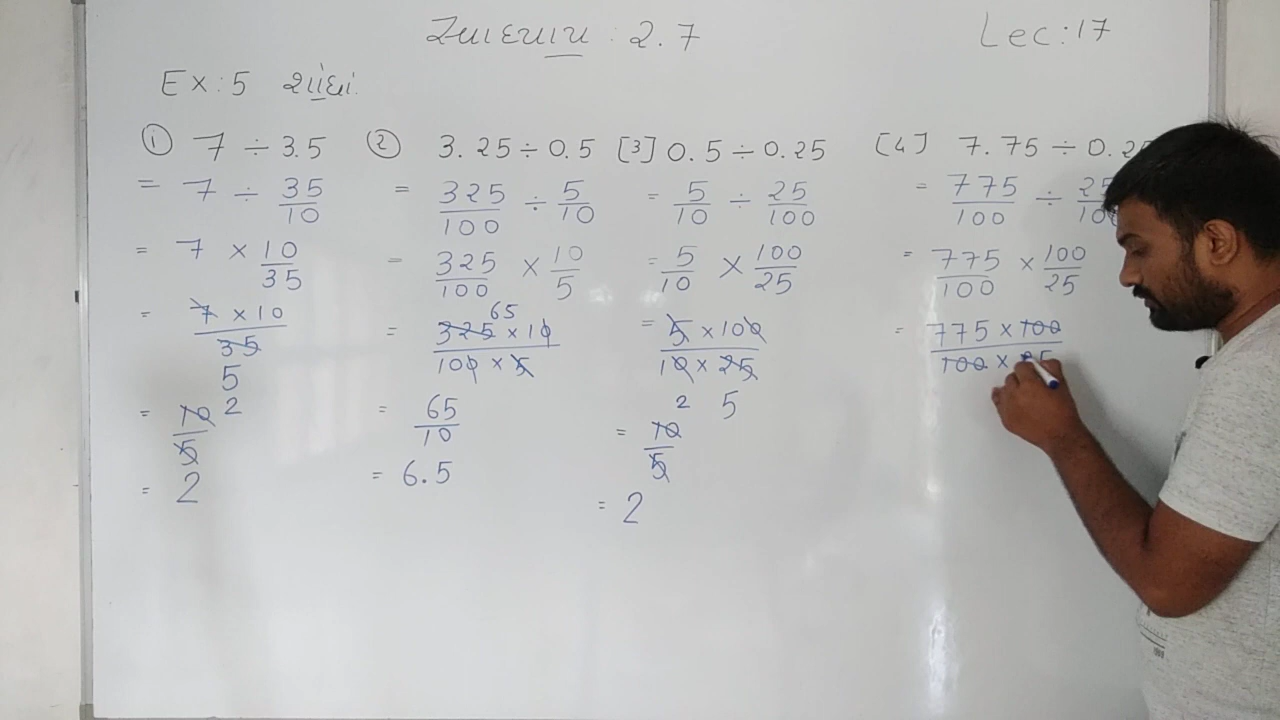 સ્વાધ્યાય : 2.7
Lec:17
Ex:5 શોધો.
① 7 ÷ 3.5
= 7 ÷ 35/10
= 7 × 10/35
= 7 × 10 / 35
5
= 10/5 2
= 2
② 3.25 ÷ 0.5
= 325/100 ÷ 5/10
= 325/100 × 10/5
65
= 325 × 10 / 100 × 5
= 65/10
= 6.5
[3] 0.5 ÷ 0.25
= 5/10 ÷ 25/100
= 5/10 × 100/25
= 5 × 100 / 10 × 25
5
= 10/5 2
= 2
[4] 7.75 ÷ 0.25
= 775/100 ÷ 25/100
= 775/100 × 100/25
= 775 × 100 / 100 × 25